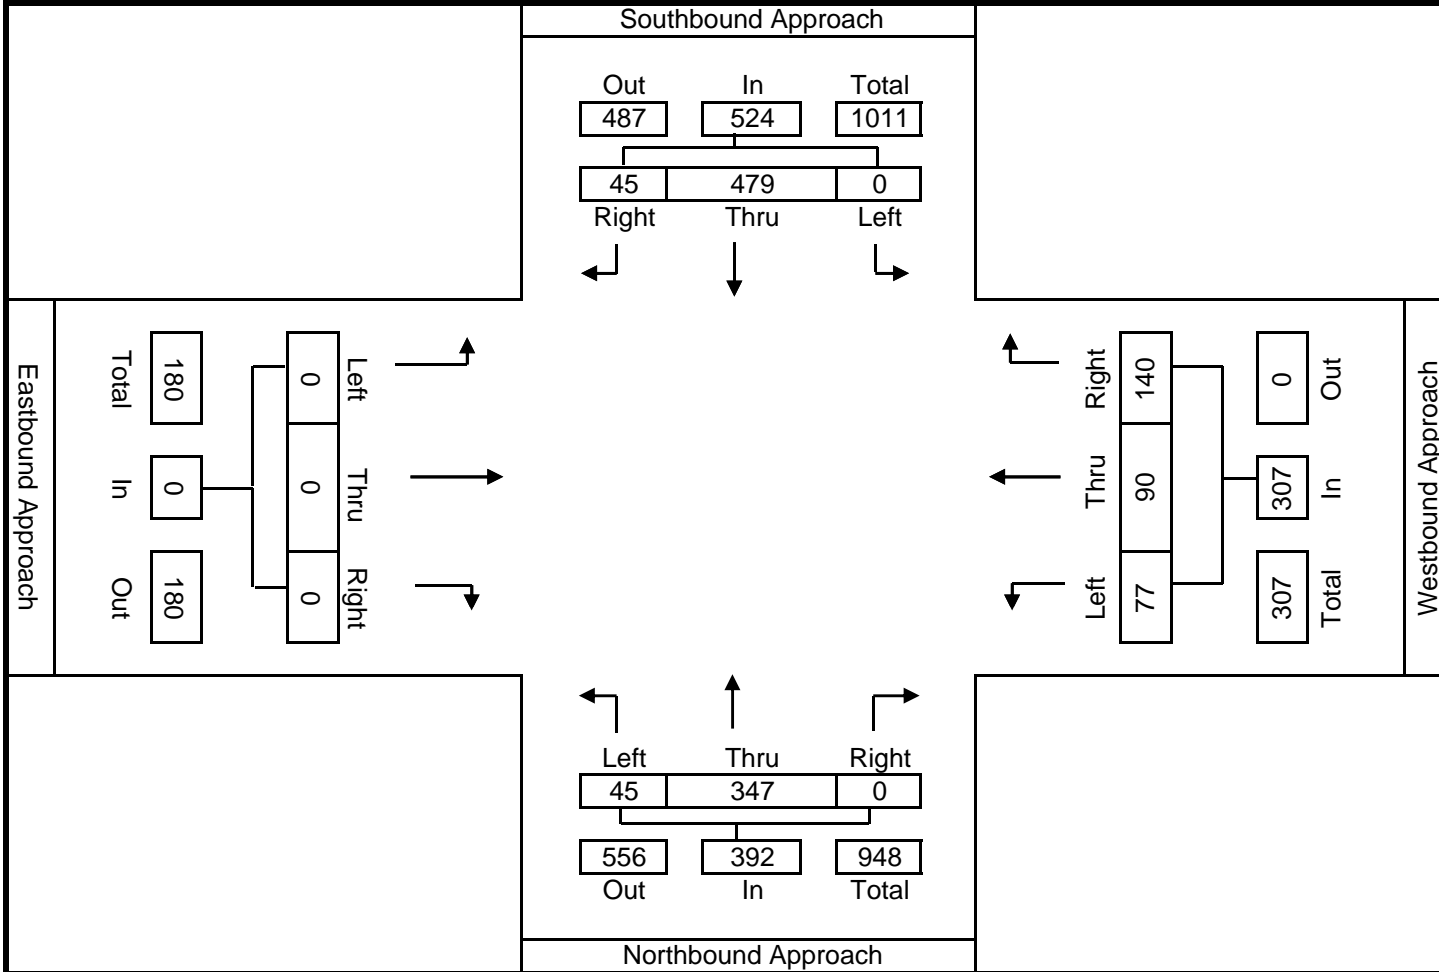 Southbound Approach
Out In Total
487 524 1011
45 479 0
Right Thru Left
Eastbound Approach
Total In Out
180 0 180
0 0 0
Left Thru Right
Right Thru Left
140 90 77
0 307 307
Out In Total
Westbound Approach
Left Thru Right
45 347 0
556 392 948
Out In Total
Northbound Approach